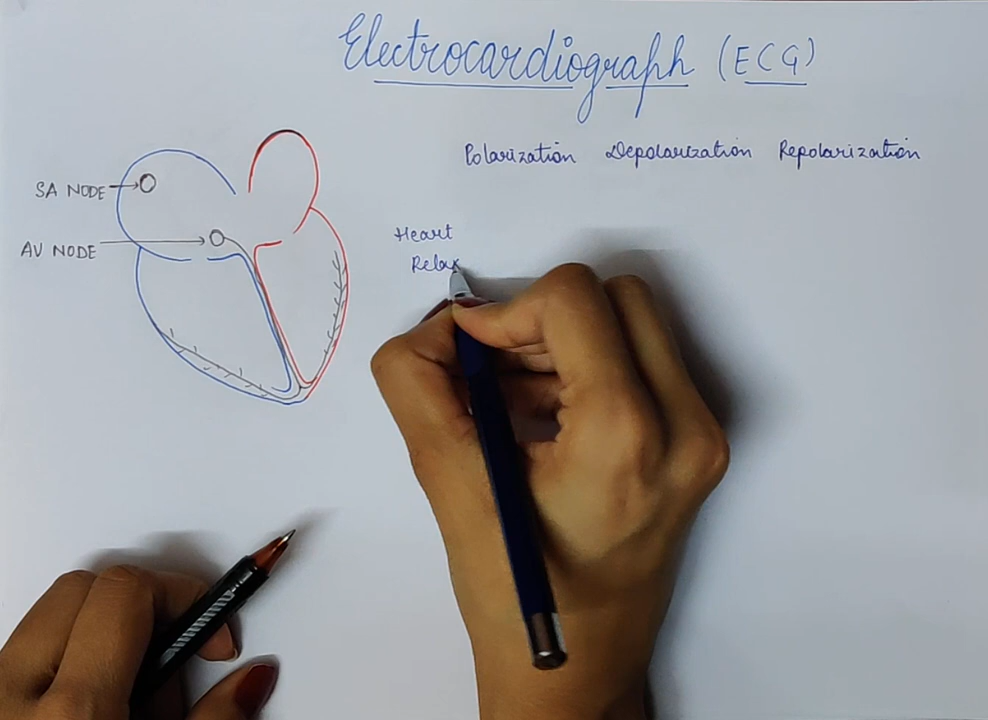 Electrocardiograph (ECG)
Polarization Depolarization Repolarization
SA NODE
AV NODE
Heart
Relax